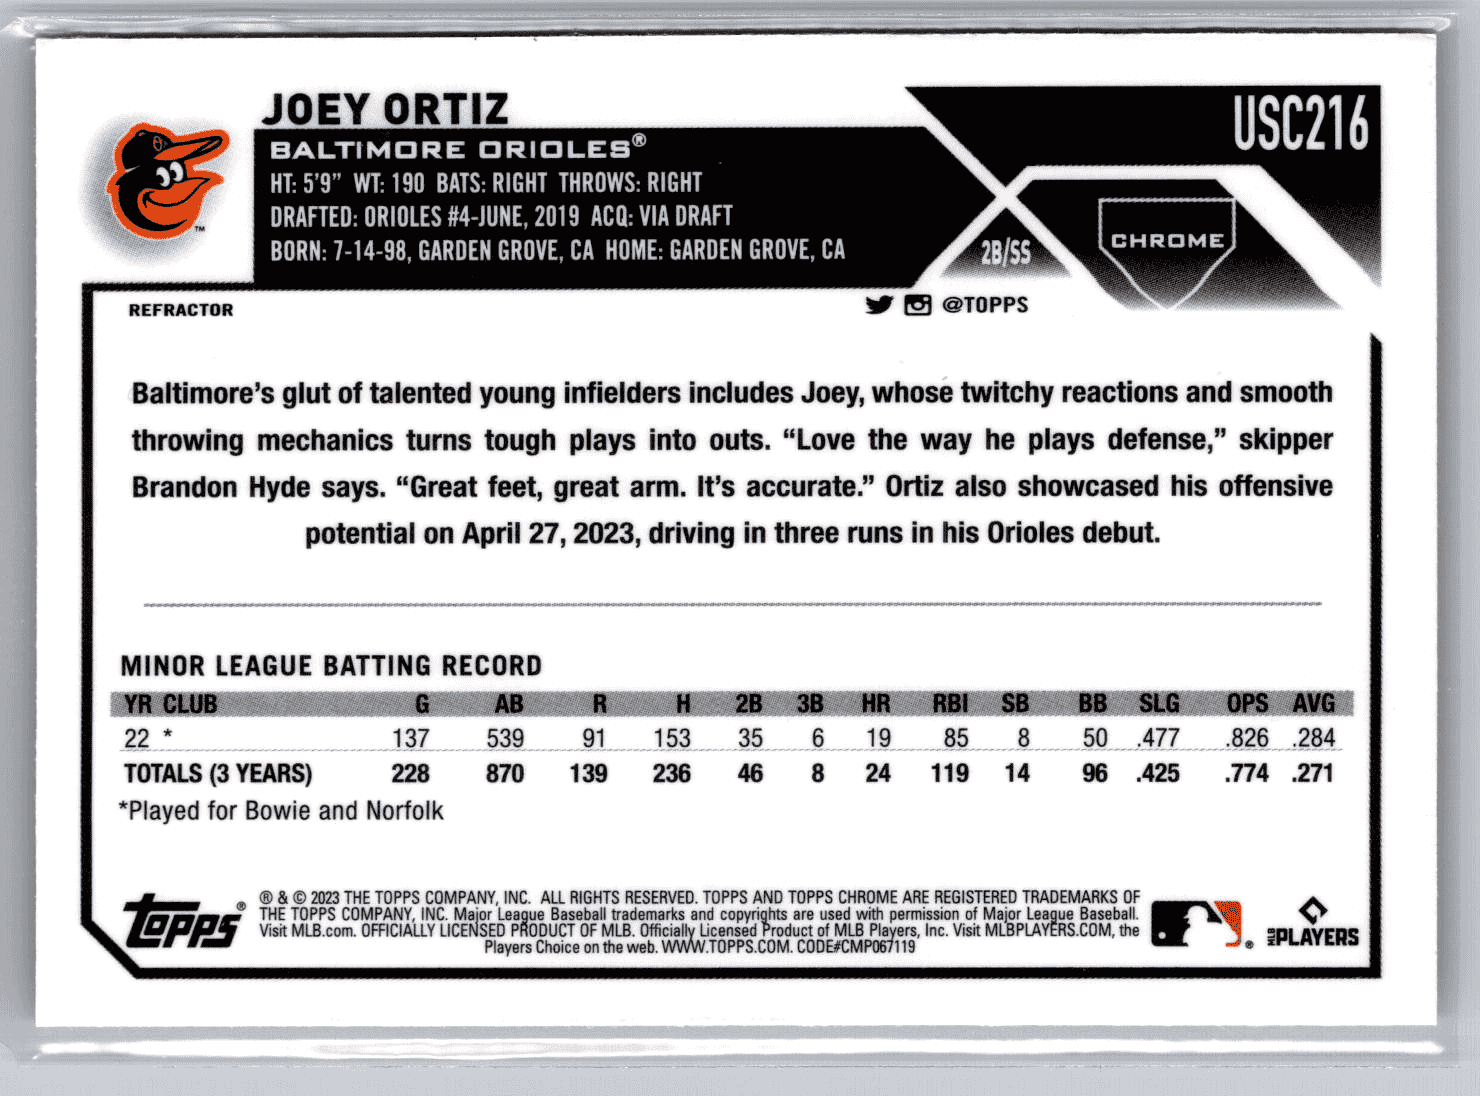 JOEY ORTIZ
USC216
BALTIMORE ORIOLES®
HT: 5'9” WT: 190 BATS: RIGHT THROWS: RIGHT
DRAFTED: ORIOLES #4-JUNE, 2019 ACQ: VIA DRAFT
BORN: 7-14-98, GARDEN GROVE, CA HOME: GARDEN GROVE, CA
2B/SS
CHROME
™
REFRACTOR
@TOPPS
Baltimore’s glut of talented young infielders includes Joey, whose twitchy reactions and smooth
throwing mechanics turns tough plays into outs. “Love the way he plays defense,” skipper
Brandon Hyde says. “Great feet, great arm. It’s accurate.” Ortiz also showcased his offensive
potential on April 27, 2023, driving in three runs in his Orioles debut.
MINOR LEAGUE BATTING RECORD
YR CLUB G AB R H 2B 3B HR RBI SB BB SLG OPS AVG
22 * 137 539 91 153 35 6 19 85 8 50 .477 .826 .284
TOTALS (3 YEARS) 228 870 139 236 46 8 24 119 14 96 .425 .774 .271
*Played for Bowie and Norfolk
TOPPS®
® & © 2023 THE TOPPS COMPANY, INC. ALL RIGHTS RESERVED. TOPPS AND TOPPS CHROME ARE REGISTERED TRADEMARKS OF
THE TOPPS COMPANY, INC. Major League Baseball trademarks and copyrights are used with permission of Major League Baseball.
Visit MLB.com. OFFICIALLY LICENSED PRODUCT OF MLB. Officially Licensed Product of MLB Players, Inc. Visit MLBPLAYERS.COM, the
Players Choice on the web. WWW.TOPPS.COM. CODE#CMP067119
®
MLB PLAYERS